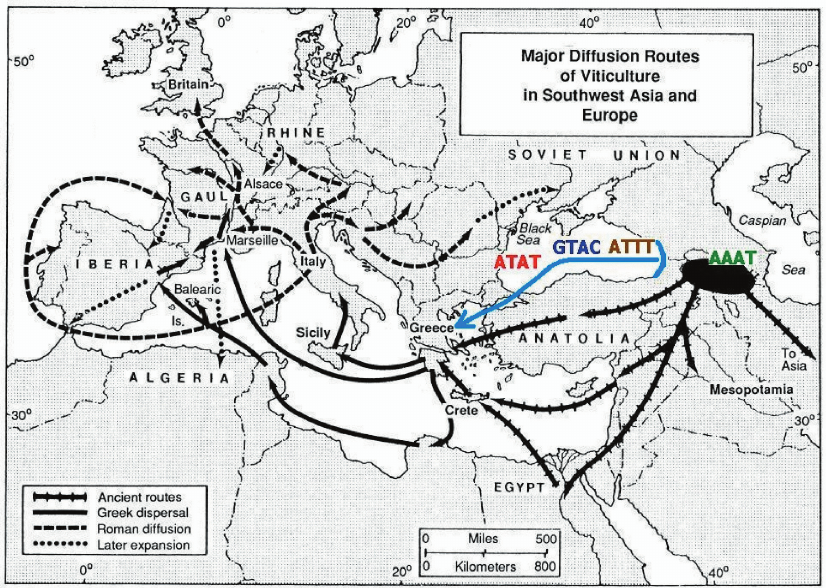 0°
20°
40°
50°
50°
Major Diffusion Routes
of Viticulture
in Southwest Asia and
Europe
Britain
RHINE
SOVIET UNION
Alsace
GAUL
Caspian
Sea
Black
Sea
GTAC ATTT
Marseille
IBERIA
Italy
ATAT
AAAT
Balearic
Is.
Sicily
Greece
ANATOLIA
To
Asia
ALGERIA
Mesopotamia
Crete
30°
30°
EGYPT
Ancient routes
Greek dispersal
Roman diffusion
Later expansion
0 Miles 500
0 Kilometers 800
0°
20°
40°